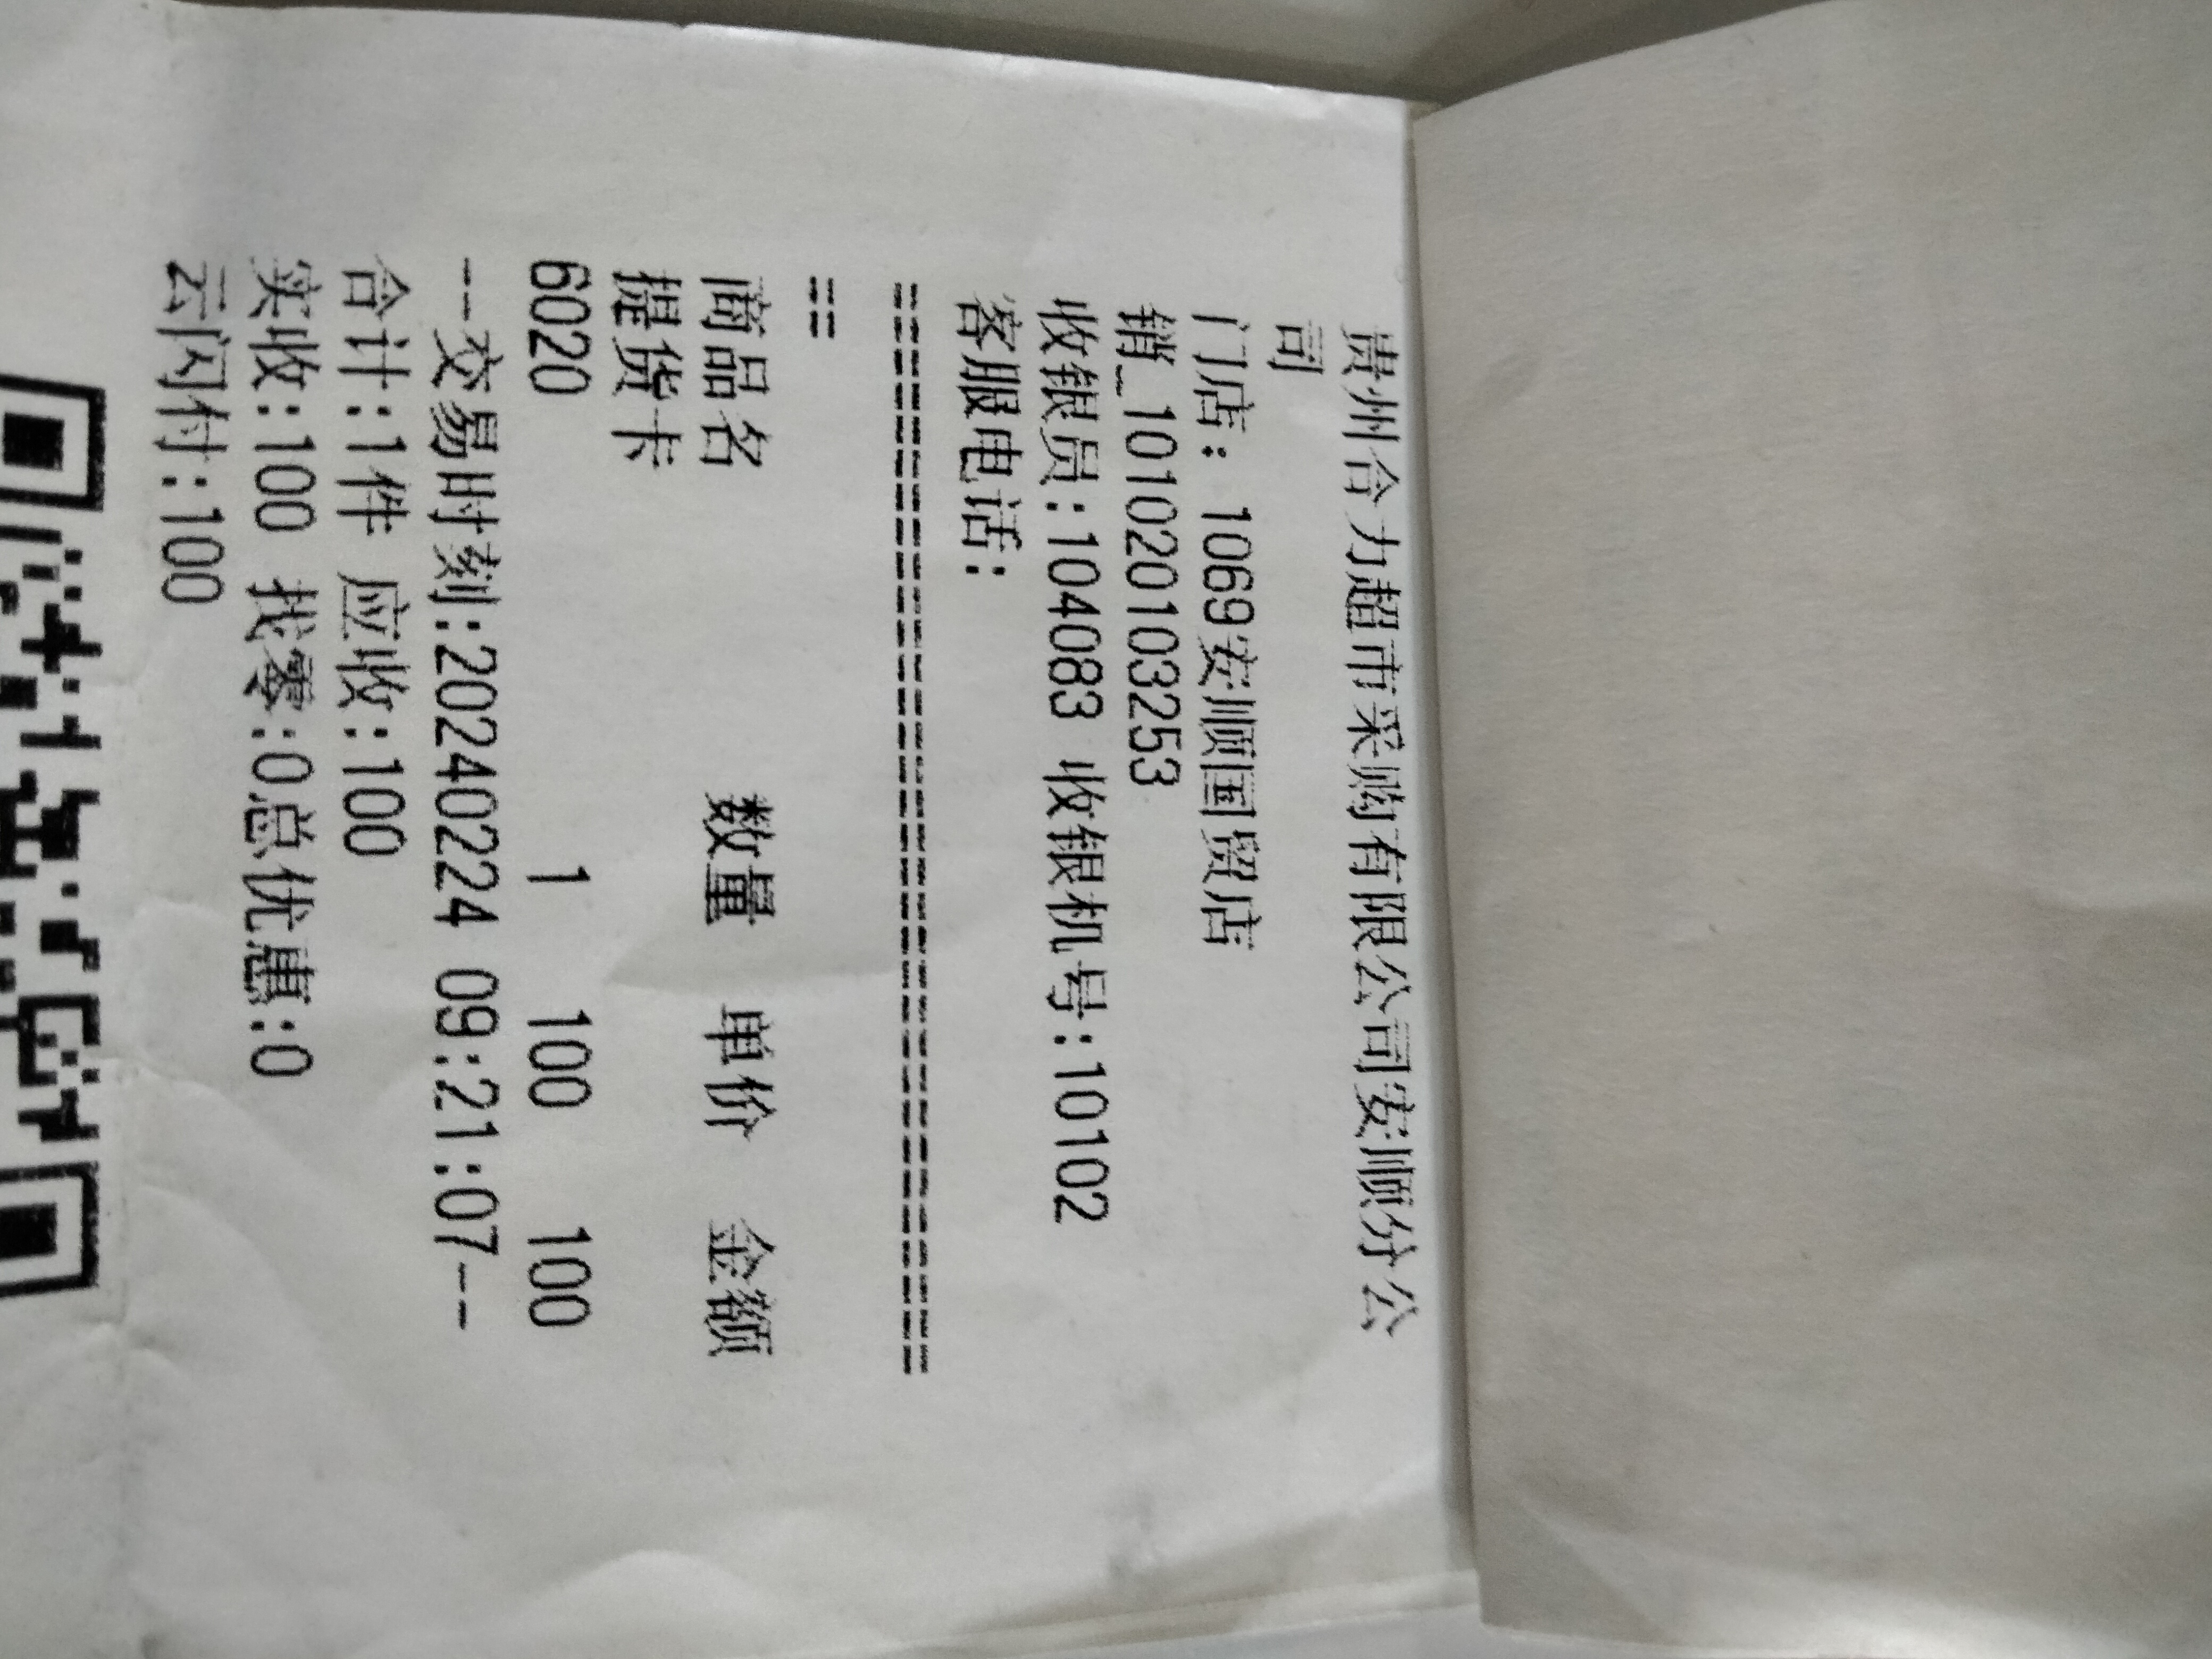 贵州合力超市采购有限公司安顺分公
司
门店: 1069安顺国贸店
销_101020103253
收银员:104083 收银机号:10102
客服电话:
================================================
==
商品名 数量 单价 金额
提货卡
6020 1 100 100
--交易时刻:20240224 09:21:07--
合计:1件 应收:100
实收:100 找零:0总优惠:0
云闪付:100